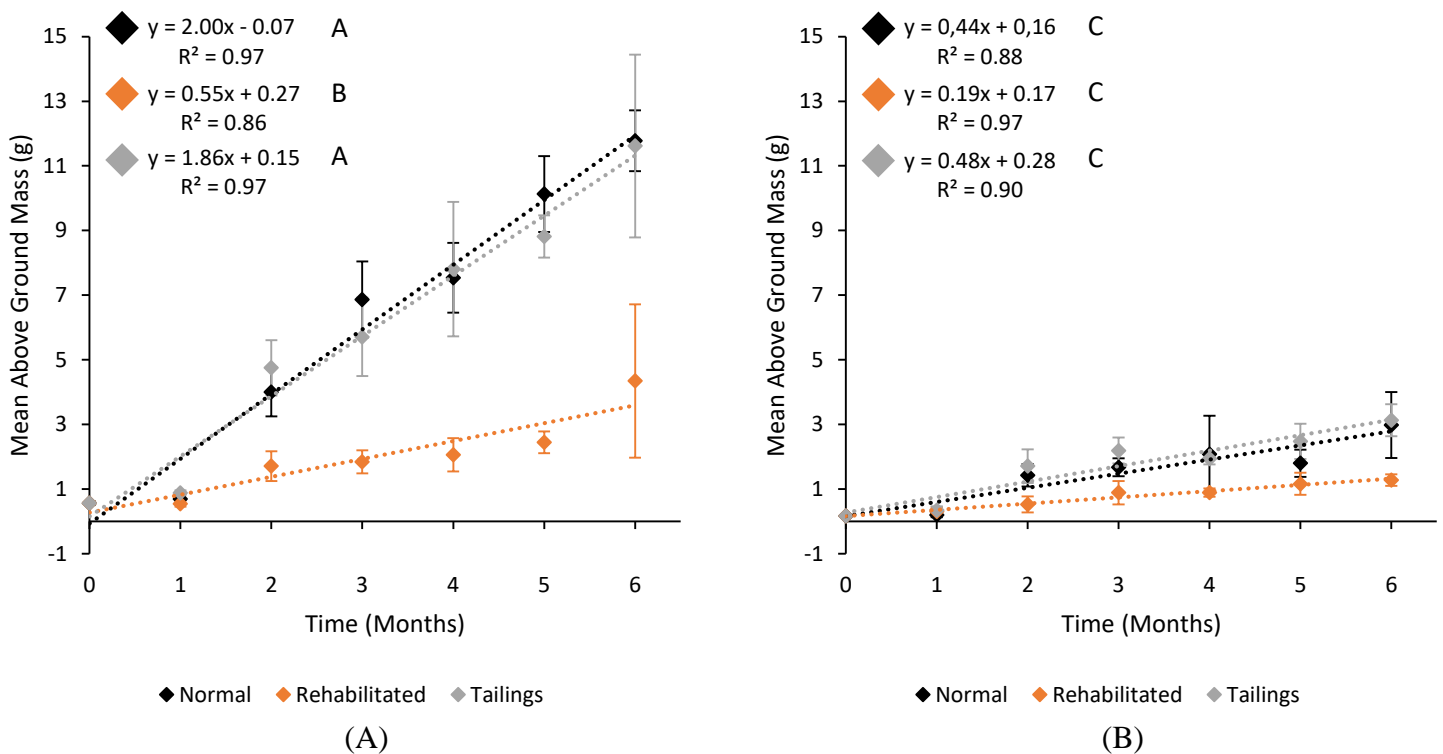 y = 2.00x - 0.07 A
R² = 0.97
y = 0.55x + 0.27 B
R² = 0.86
y = 1.86x + 0.15 A
R² = 0.97
Mean Above Ground Mass (g)
15
13
11
9
7
5
3
1
-1
0 1 2 3 4 5 6
Time (Months)
Normal Rehabilitated Tailings
(A)
y = 0,44x + 0,16 C
R² = 0.88
y = 0.19x + 0.17 C
R² = 0.97
y = 0.48x + 0.28 C
R² = 0.90
Mean Above Ground Mass (g)
15
13
11
9
7
5
3
1
-1
0 1 2 3 4 5 6
Time (Months)
Normal Rehabilitated Tailings
(B)